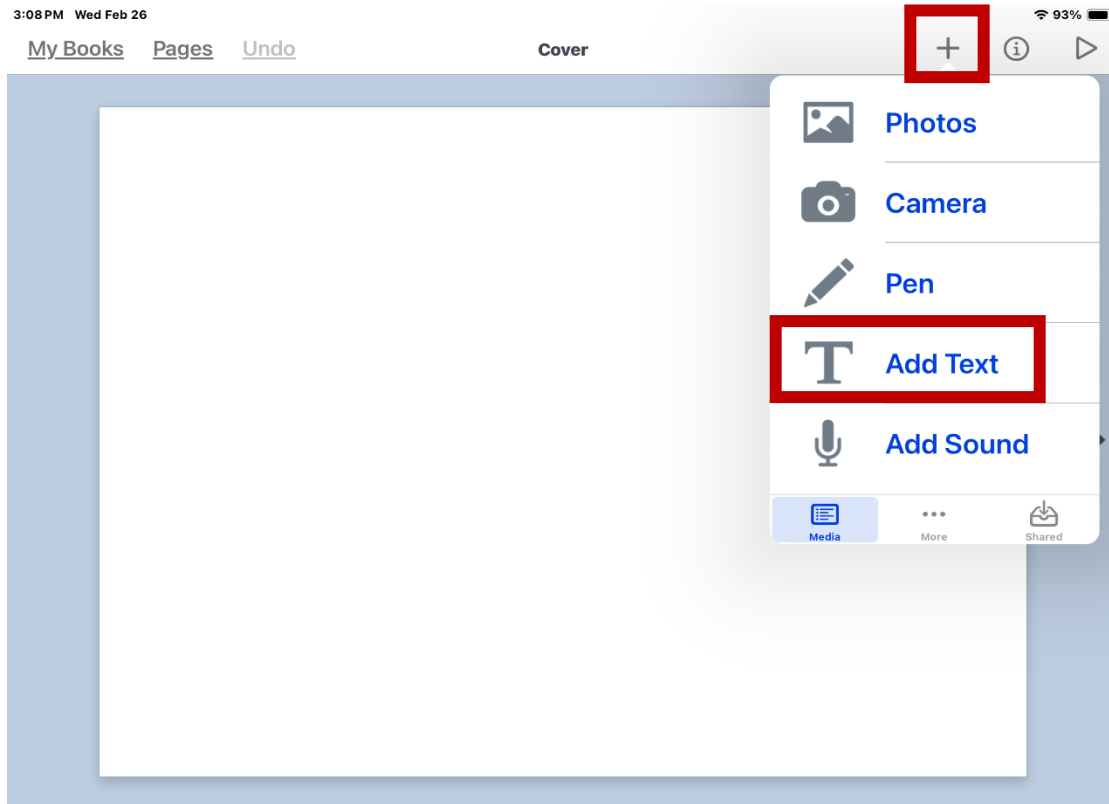 3:08 PM Wed Feb 26 93%
My Books Pages Undo Cover
Photos
Camera
Pen
T Add Text
Add Sound
Media More Shared